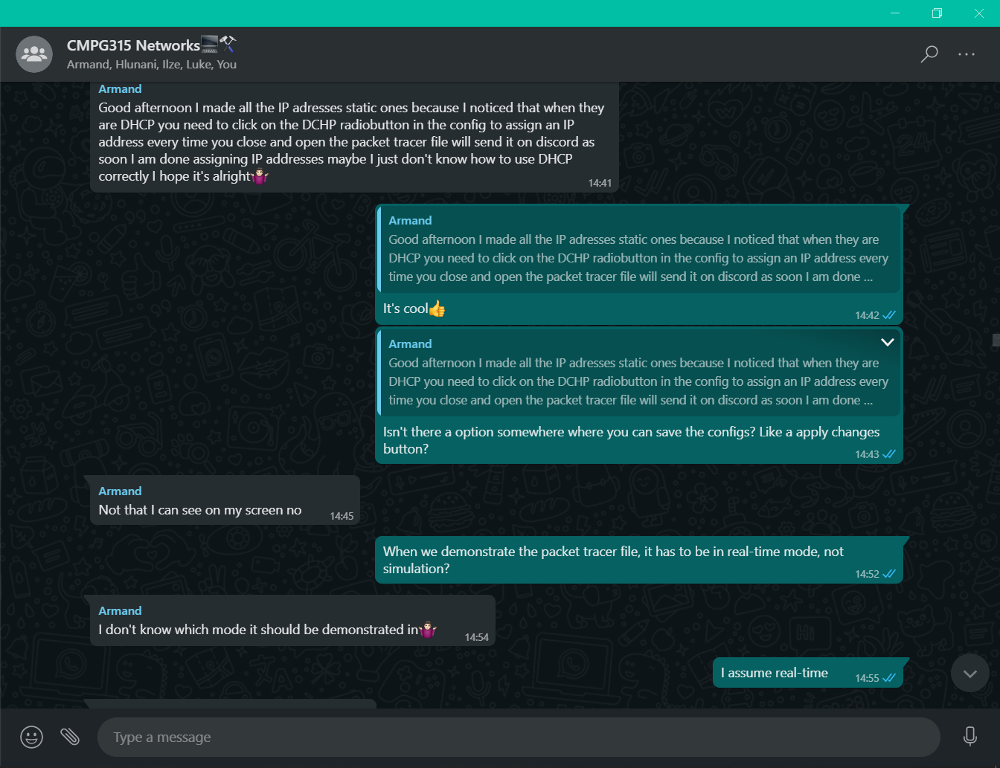 CMPG315 Networks
Armand, Hlunani, Ilze, Luke, You
Armand
Good afternoon I made all the IP adresses static ones because I noticed that when they
are DHCP you need to click on the DCHP radiobutton in the config to assign an IP
address every time you close and open the packet tracer file will send it on discord as
soon I am done assigning IP addresses maybe I just don't know how to use DHCP
correctly I hope it's alright🤷🏻‍♂️
14:41
Armand
Good afternoon I made all the IP adresses static ones because I noticed that when they are
DHCP you need to click on the DCHP radiobutton in the config to assign an IP address every
time you close and open the packet tracer file will send it on discord as soon I am done ...
It's cool👍
14:42
Armand
Good afternoon I made all the IP adresses static ones because I noticed that when they are
DHCP you need to click on the DCHP radiobutton in the config to assign an IP address every
time you close and open the packet tracer file will send it on discord as soon I am done ...
Isn't there a option somewhere where you can save the configs? Like a apply changes
button?
14:43
Armand
Not that I can see on my screen no
14:45
When we demonstrate the packet tracer file, it has to be in real-time mode, not
simulation?
14:52
Armand
I don't know which mode it should be demonstrated in🤷🏻‍♂️
14:54
I assume real-time
14:55
Type a message